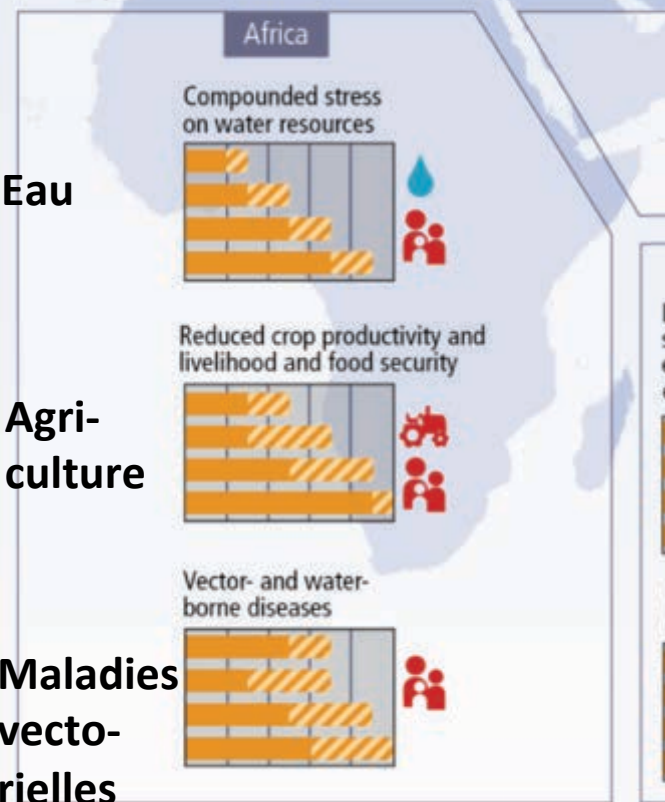 Africa
Compounded stress
on water resources
Eau
Reduced crop productivity and
livelihood and food security
Agri-
culture
Vector- and water-
borne diseases
Maladies
vecto-
rielles